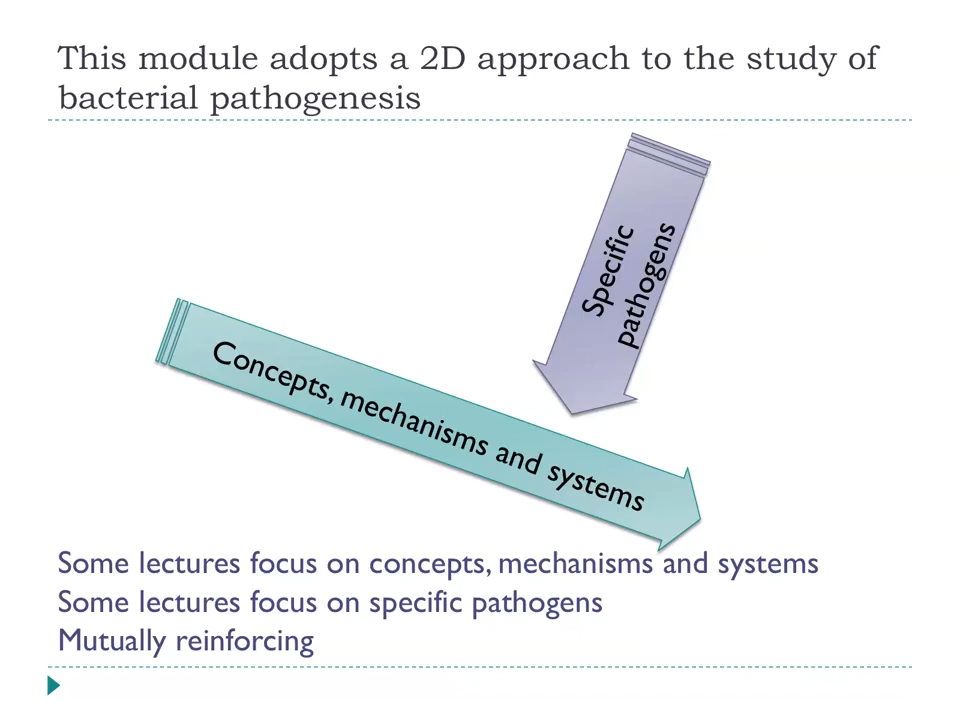 This module adopts a 2D approach to the study of
bacterial pathogenesis
Specific
pathogens
Concepts, mechanisms and systems
Some lectures focus on concepts, mechanisms and systems
Some lectures focus on specific pathogens
Mutually reinforcing